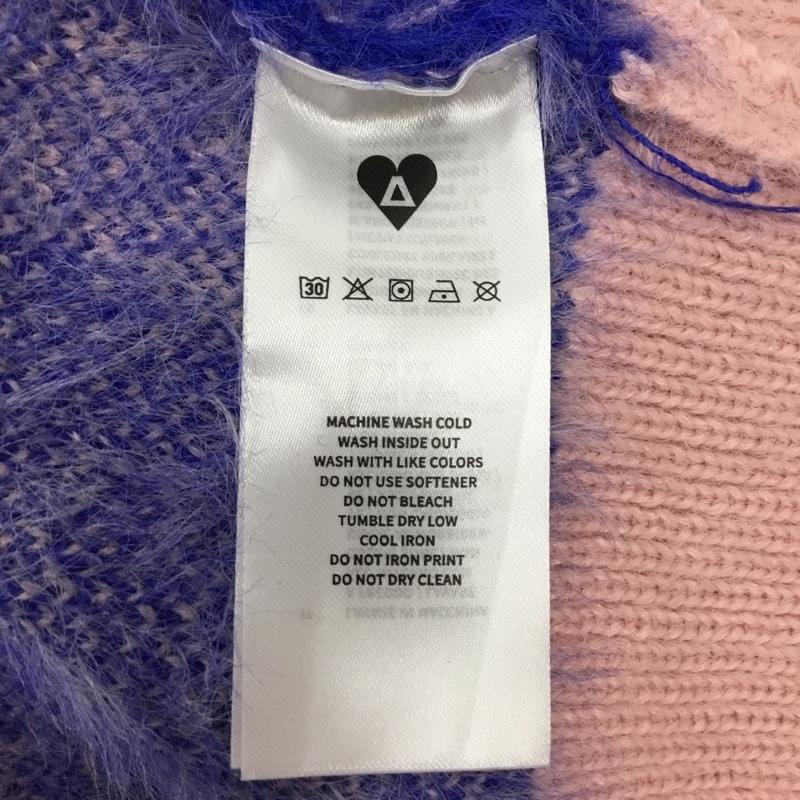 30
MACHINE WASH COLD
WASH INSIDE OUT
WASH WITH LIKE COLORS
DO NOT USE SOFTENER
DO NOT BLEACH
TUMBLE DRY LOW
COOL IRON
DO NOT IRON PRINT
DO NOT DRY CLEAN